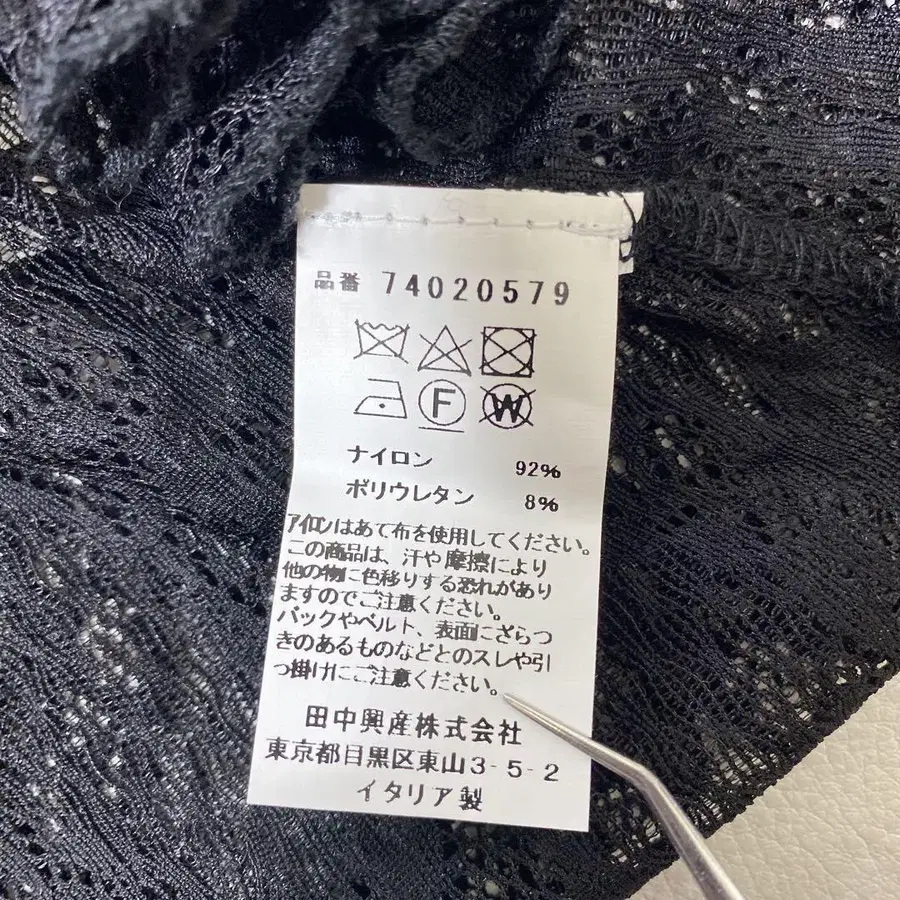 品番 74020579
F W
ナイロン 92%
ポリウレタン 8%
アイロンはあて布を使用してください。
この商品は、汗や摩擦により
他の物に色移りする恐れがあり
ますのでご注意ください。
バックやベルト、表面にざらつ
きのあるものなどとのスレや引
っ掛けにご注意ください。
田中興産株式会社
東京都目黒区東山3-5-2
イタリア製